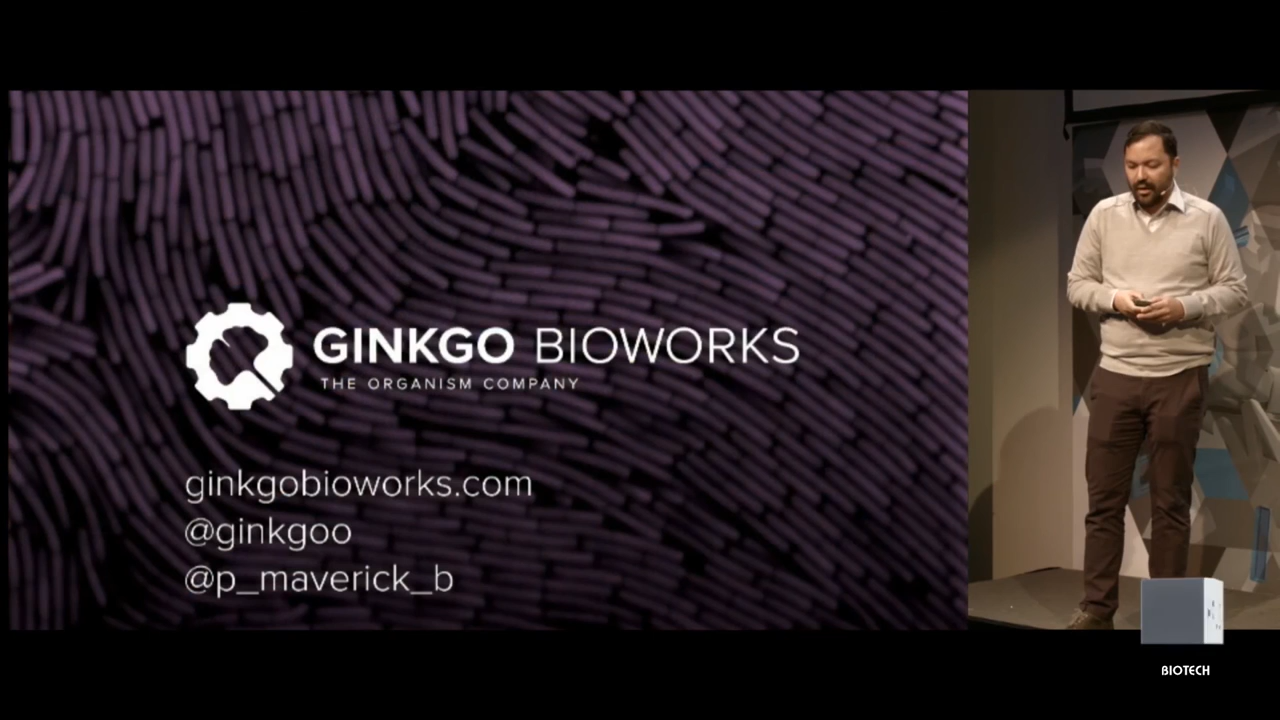 GINKGO BIOWORKS
THE ORGANISM COMPANY
ginkgobioworks.com
@ginkgoo
@p_maverick_b
BIOTECH